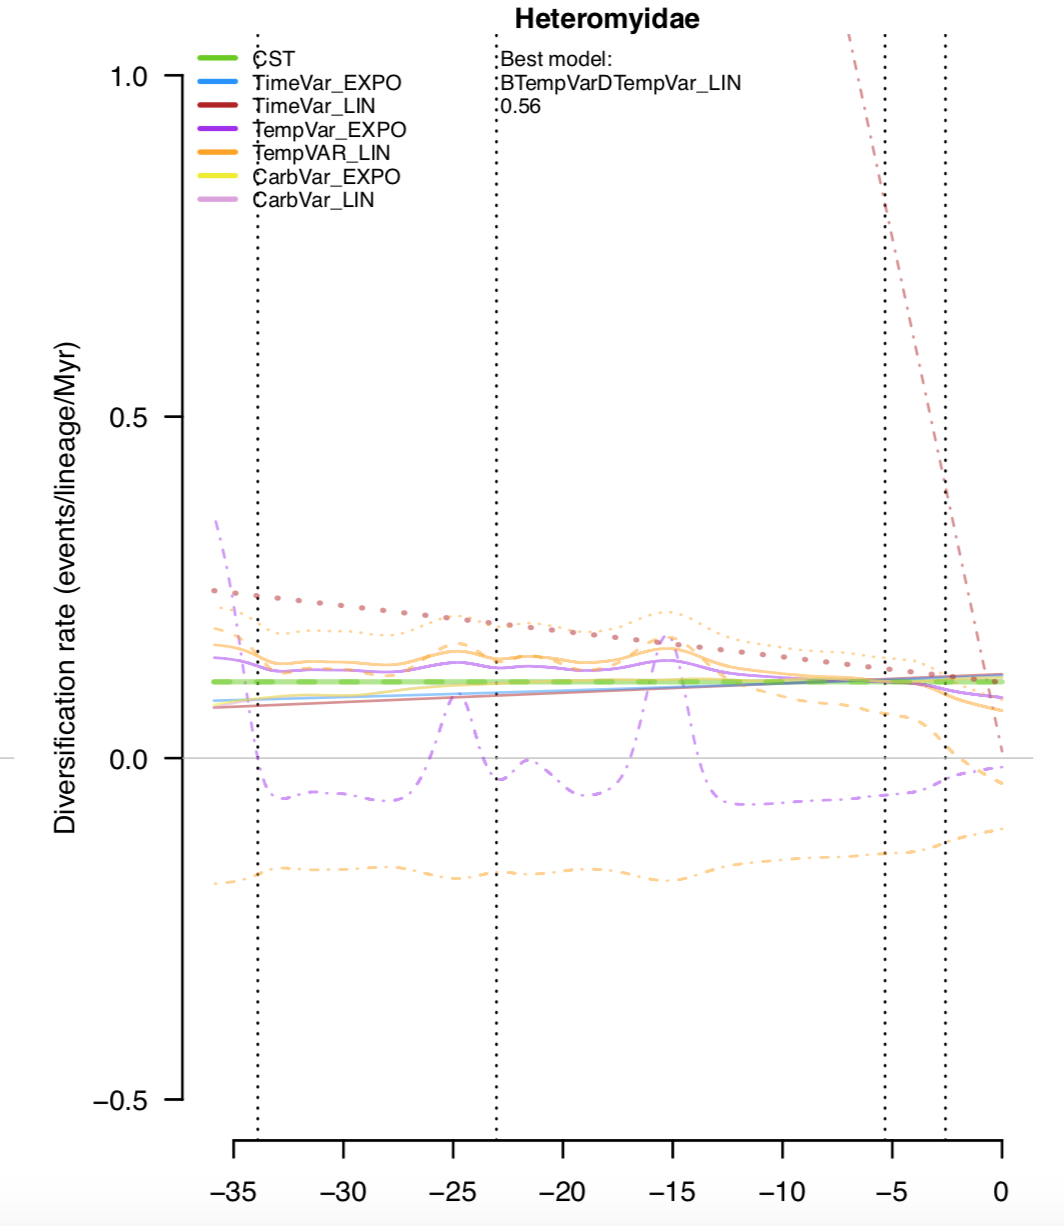 Heteromyidae
CST
TimeVar_EXPO
TimeVar_LIN
TempVar_EXPO
TempVAR_LIN
CarbVar_EXPO
CarbVar_LIN
Best model:
BTempVarDTempVar_LIN
0.56
Diversification rate (events/lineage/Myr)
1.0
0.5
0.0
−0.5
−35 −30 −25 −20 −15 −10 −5 0